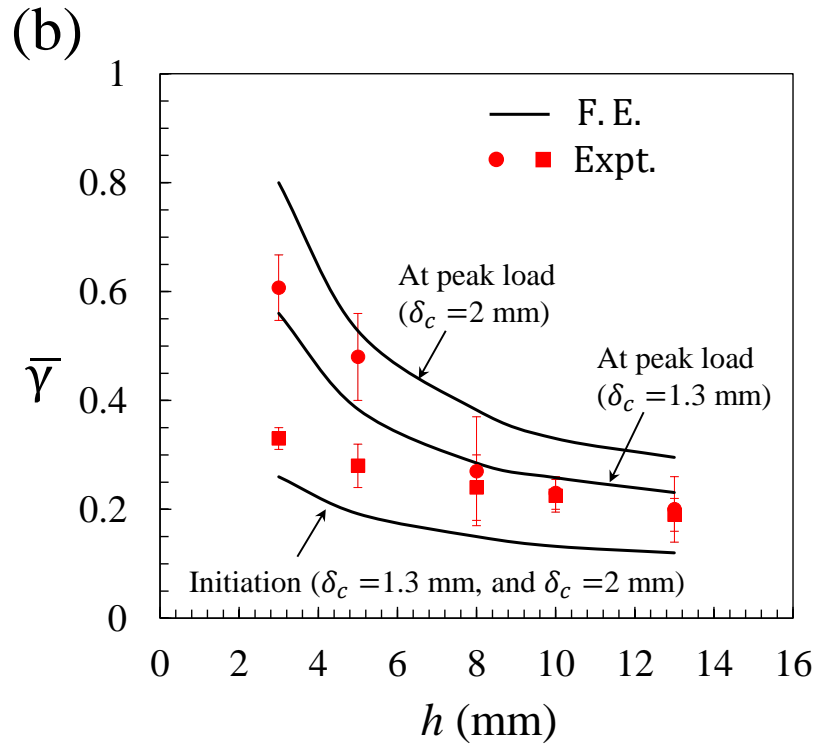 (b)
1
F. E.
Expt.
0.8
At peak load
(δc =2 mm)
0.6
At peak load
(δc =1.3 mm)
γ̅
0.4
0.2
Initiation (δc =1.3 mm, and δc =2 mm)
0
0 2 4 6 8 10 12 14 16
h (mm)